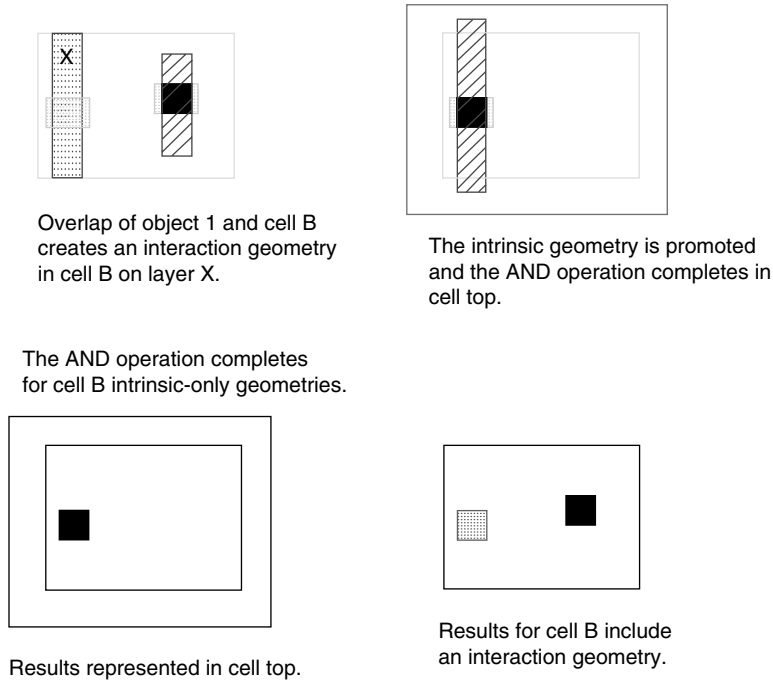 X
Overlap of object 1 and cell B
creates an interaction geometry
in cell B on layer X.
The intrinsic geometry is promoted
and the AND operation completes in
cell top.
The AND operation completes
for cell B intrinsic-only geometries.
Results represented in cell top.
Results for cell B include
an interaction geometry.